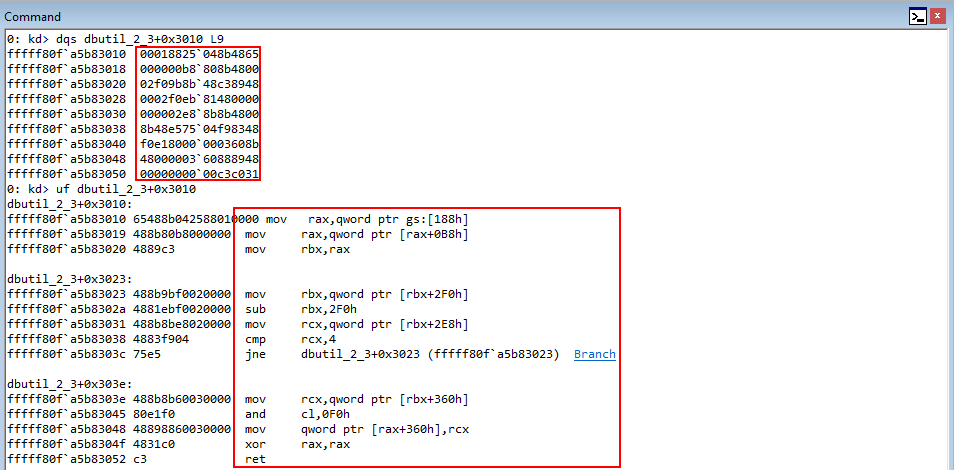 Command
0: kd> dqs dbutil_2_3+0x3010 L9
fffff80f`a5b83010  00018825`048b4865
fffff80f`a5b83018  000000b8`808b4800
fffff80f`a5b83020  02f09b8b`48c38948
fffff80f`a5b83028  0002f0eb`81480000
fffff80f`a5b83030  000002e8`8b8b4800
fffff80f`a5b83038  8b48e575`04f98348
fffff80f`a5b83040  f0e18000`0003608b
fffff80f`a5b83048  48000003`60888948
fffff80f`a5b83050  00000000`00c3c031
0: kd> uf dbutil_2_3+0x3010
dbutil_2_3+0x3010:
fffff80f`a5b83010 65488b042588010000 mov   rax,qword ptr gs:[188h]
fffff80f`a5b83019 488b80b8000000  mov     rax,qword ptr [rax+0B8h]
fffff80f`a5b83020 4889c3          mov     rbx,rax
dbutil_2_3+0x3023:
fffff80f`a5b83023 488b9bf0020000  mov     rbx,qword ptr [rbx+2F0h]
fffff80f`a5b8302a 4881ebf0020000  sub     rbx,2F0h
fffff80f`a5b83031 488b8be8020000  mov     rcx,qword ptr [rbx+2E8h]
fffff80f`a5b83038 4883f904        cmp     rcx,4
fffff80f`a5b8303c 75e5            jne     dbutil_2_3+0x3023 (fffff80f`a5b83023)  Branch
dbutil_2_3+0x303e:
fffff80f`a5b8303e 488b8b60030000  mov     rcx,qword ptr [rbx+360h]
fffff80f`a5b83045 80e1f0          and     cl,0F0h
fffff80f`a5b83048 48898860030000  mov     qword ptr [rax+360h],rcx
fffff80f`a5b8304f 4831c0          xor     rax,rax
fffff80f`a5b83052 c3              ret